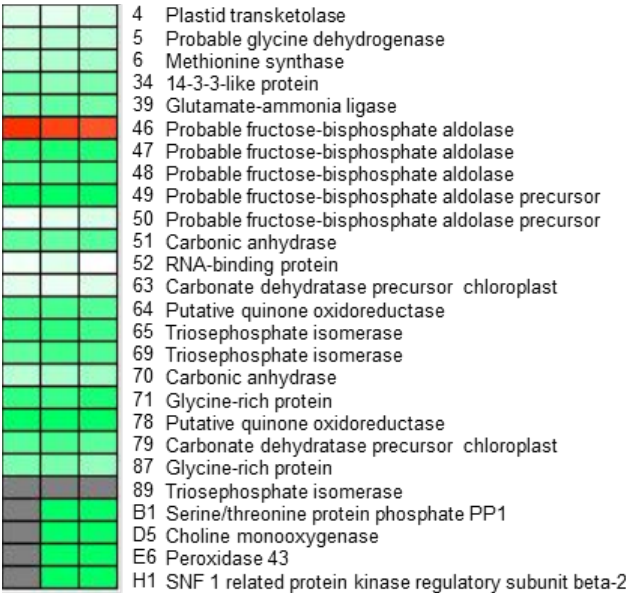 4 Plastid transketolase
5 Probable glycine dehydrogenase
6 Methionine synthase
34 14-3-3-like protein
39 Glutamate-ammonia ligase
46 Probable fructose-bisphosphate aldolase
47 Probable fructose-bisphosphate aldolase
48 Probable fructose-bisphosphate aldolase
49 Probable fructose-bisphosphate aldolase precursor
50 Probable fructose-bisphosphate aldolase precursor
51 Carbonic anhydrase
52 RNA-binding protein
63 Carbonate dehydratase precursor chloroplast
64 Putative quinone oxidoreductase
65 Triosephosphate isomerase
69 Triosephosphate isomerase
70 Carbonic anhydrase
71 Glycine-rich protein
78 Putative quinone oxidoreductase
79 Carbonate dehydratase precursor chloroplast
87 Glycine-rich protein
89 Triosephosphate isomerase
B1 Serine/threonine protein phosphate PP1
D5 Choline monooxygenase
E6 Peroxidase 43
H1 SNF 1 related protein kinase regulatory subunit beta-2